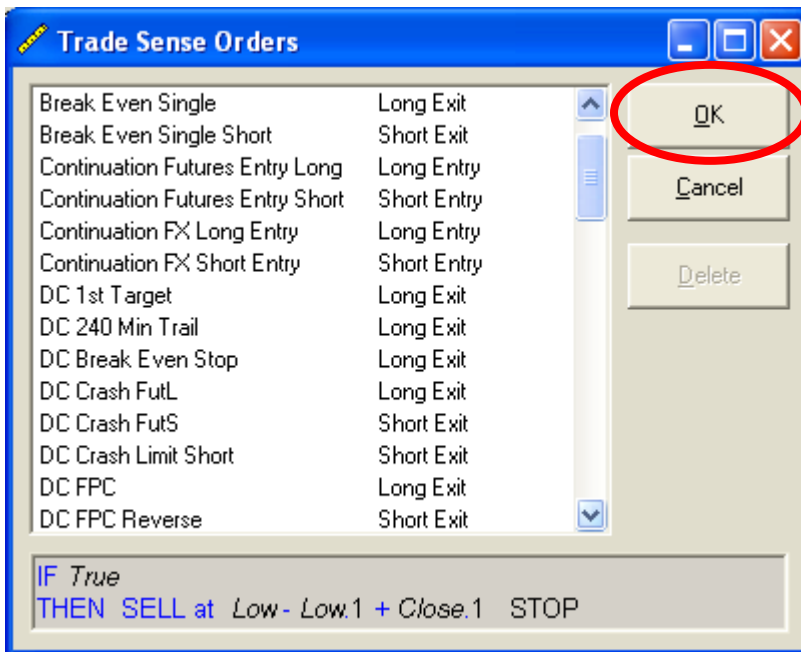 Trade Sense Orders
Break Even Single Long Exit
Break Even Single Short Short Exit
Continuation Futures Entry Long Long Entry
Continuation Futures Entry Short Short Entry
Continuation FX Long Entry Long Entry
Continuation FX Short Entry Short Entry
DC 1st Target Long Exit
DC 240 Min Trail Long Exit
DC Break Even Stop Long Exit
DC Crash FutL Long Exit
DC Crash FutS Short Exit
DC Crash Limit Short Short Exit
DC FPC Long Exit
DC FPC Reverse Short Exit
OK
Cancel
Delete
IF True
THEN SELL at Low - Low.1 + Close.1 STOP